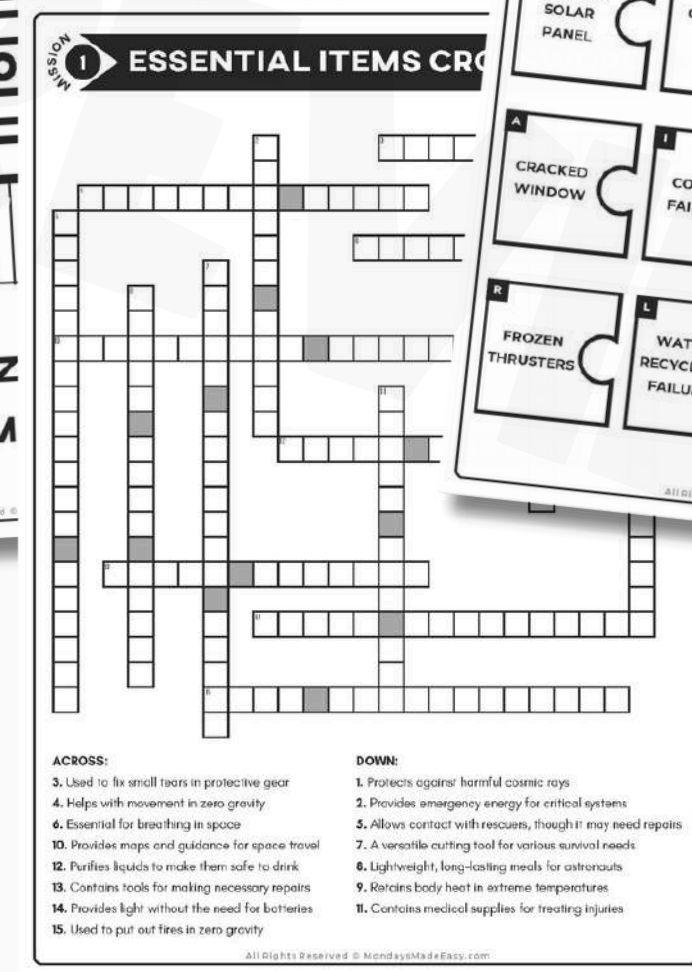 MISSION
1
ESSENTIAL ITEMS
SOLAR
PANEL
A
CRACKED
WINDOW
I
R
FROZEN
THRUSTERS
L
ACROSS:
3. Used to fix small tears in protective gear
4. Helps with movement in zero gravity
6. Essential for breathing in space
10. Provides maps and guidance for space travel
12. Purifies liquids to make them safe to drink
13. Contains tools for making necessary repairs
14. Provides light without the need for batteries
15. Used to put out fires in zero gravity
DOWN:
1. Protects against harmful cosmic rays
2. Provides emergency energy for critical systems
5. Allows contact with rescuers, though it may need repairs
7. A versatile cutting tool for various survival needs
8. Lightweight, long-lasting meals for astronauts
9. Retains body heat in extreme temperatures
11. Contains medical supplies for treating injuries
All Rights Reserved © MondaysMadeEasy.com